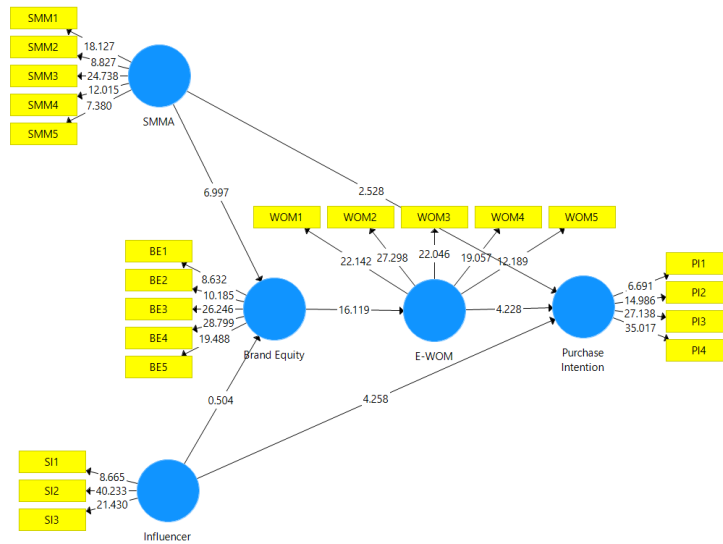 SMM1
SMM2
SMM3
SMM4
SMM5
18.127
8.827
24.738
12.015
7.380
SMMA
6.997
2.528
WOM1
WOM2
WOM3
WOM4
WOM5
22.142
27.298
22.046
19.057
12.189
BE1
BE2
BE3
BE4
BE5
8.632
10.185
26.246
28.799
19.488
Brand Equity
16.119
E-WOM
4.228
Purchase
Intention
PI1
PI2
PI3
PI4
6.691
14.986
27.138
35.017
0.504
4.258
SI1
SI2
SI3
8.665
40.233
21.430
Influencer